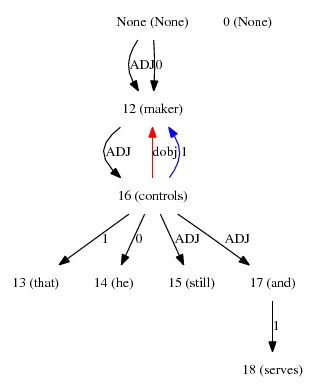 None (None) 0 (None)
ADJ 0
12 (maker)
ADJ dobj 1
16 (controls)
1 0 ADJ ADJ
13 (that) 14 (he) 15 (still) 17 (and)
1
18 (serves)